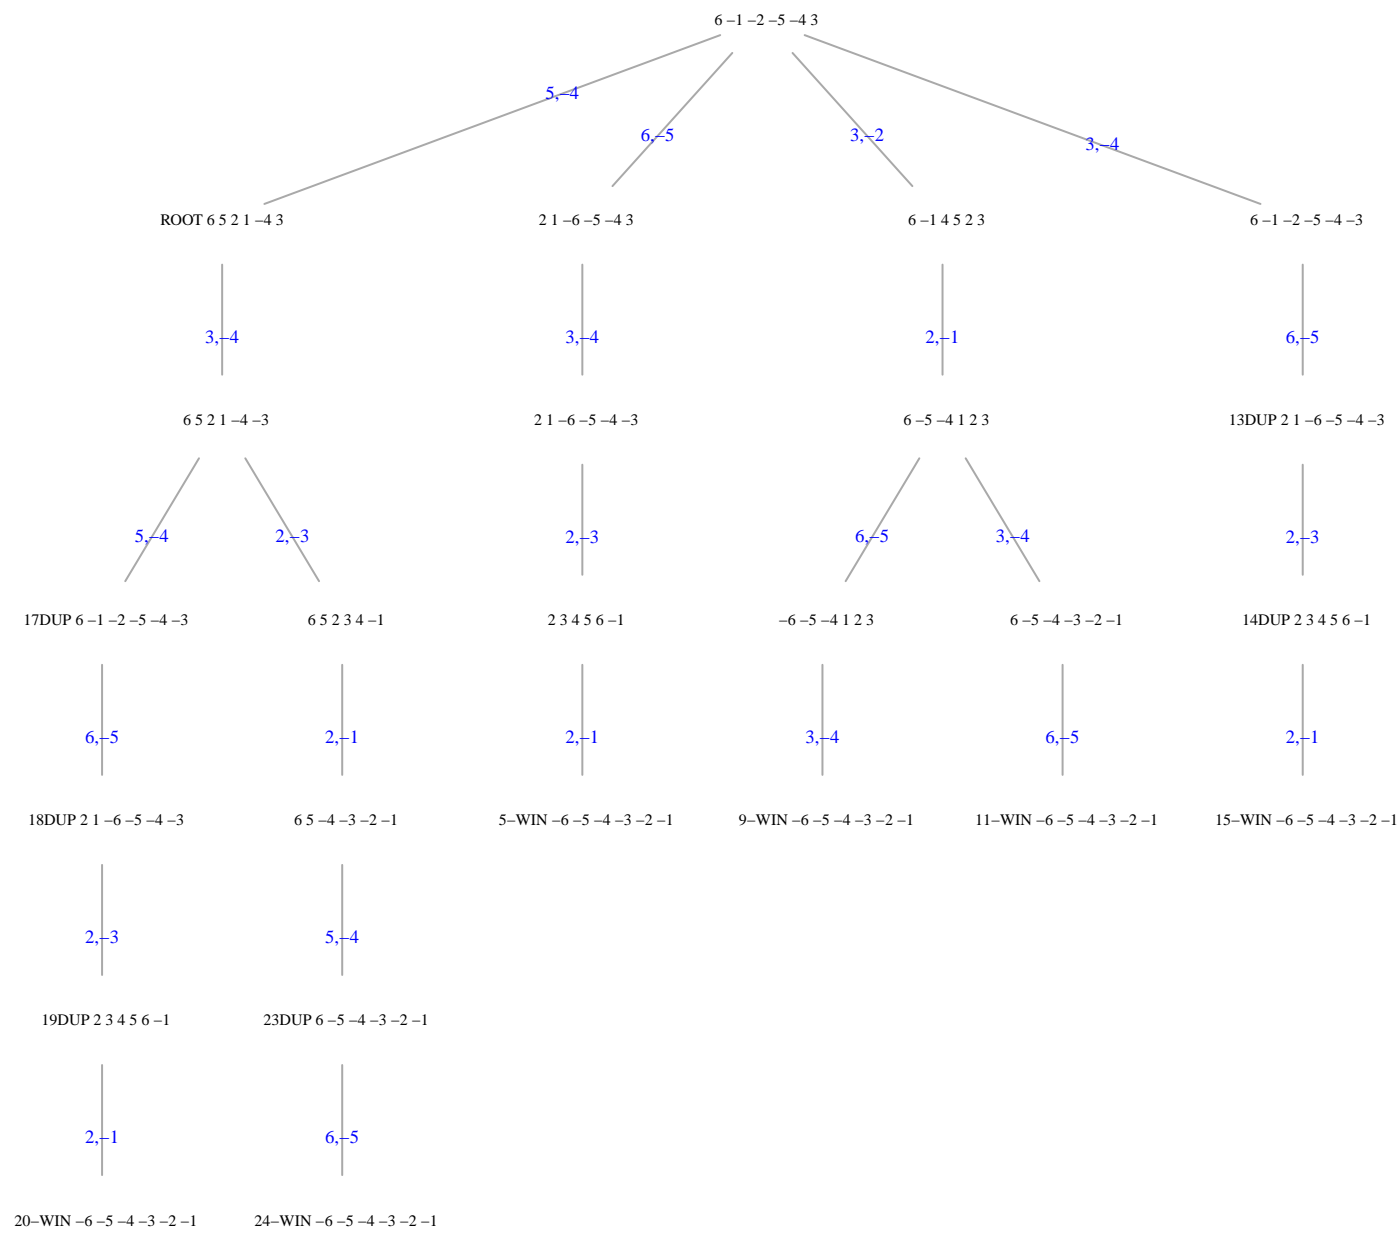 6 –1 –2 –5 –4 3
5,–4
6,–5
3,–2
3,–4
ROOT 6 5 2 1 –4 3
2 1 –6 –5 –4 3
6 –1 4 5 2 3
6 –1 –2 –5 –4 –3
3,–4
3,–4
2,–1
6,–5
6 5 2 1 –4 –3
2 1 –6 –5 –4 –3
6 –5 –4 1 2 3
13DUP 2 1 –6 –5 –4 –3
5,–4
2,–3
2,–3
6,–5
3,–4
2,–3
17DUP 6 –1 –2 –5 –4 –3
6 5 2 3 4 –1
2 3 4 5 6 –1
–6 –5 –4 1 2 3
6 –5 –4 –3 –2 –1
14DUP 2 3 4 5 6 –1
6,–5
2,–1
2,–1
3,–4
6,–5
2,–1
18DUP 2 1 –6 –5 –4 –3
6 5 –4 –3 –2 –1
5–WIN –6 –5 –4 –3 –2 –1
9–WIN –6 –5 –4 –3 –2 –1
11–WIN –6 –5 –4 –3 –2 –1
15–WIN –6 –5 –4 –3 –2 –1
2,–3
5,–4
19DUP 2 3 4 5 6 –1
23DUP 6 –5 –4 –3 –2 –1
2,–1
6,–5
20–WIN –6 –5 –4 –3 –2 –1
24–WIN –6 –5 –4 –3 –2 –1